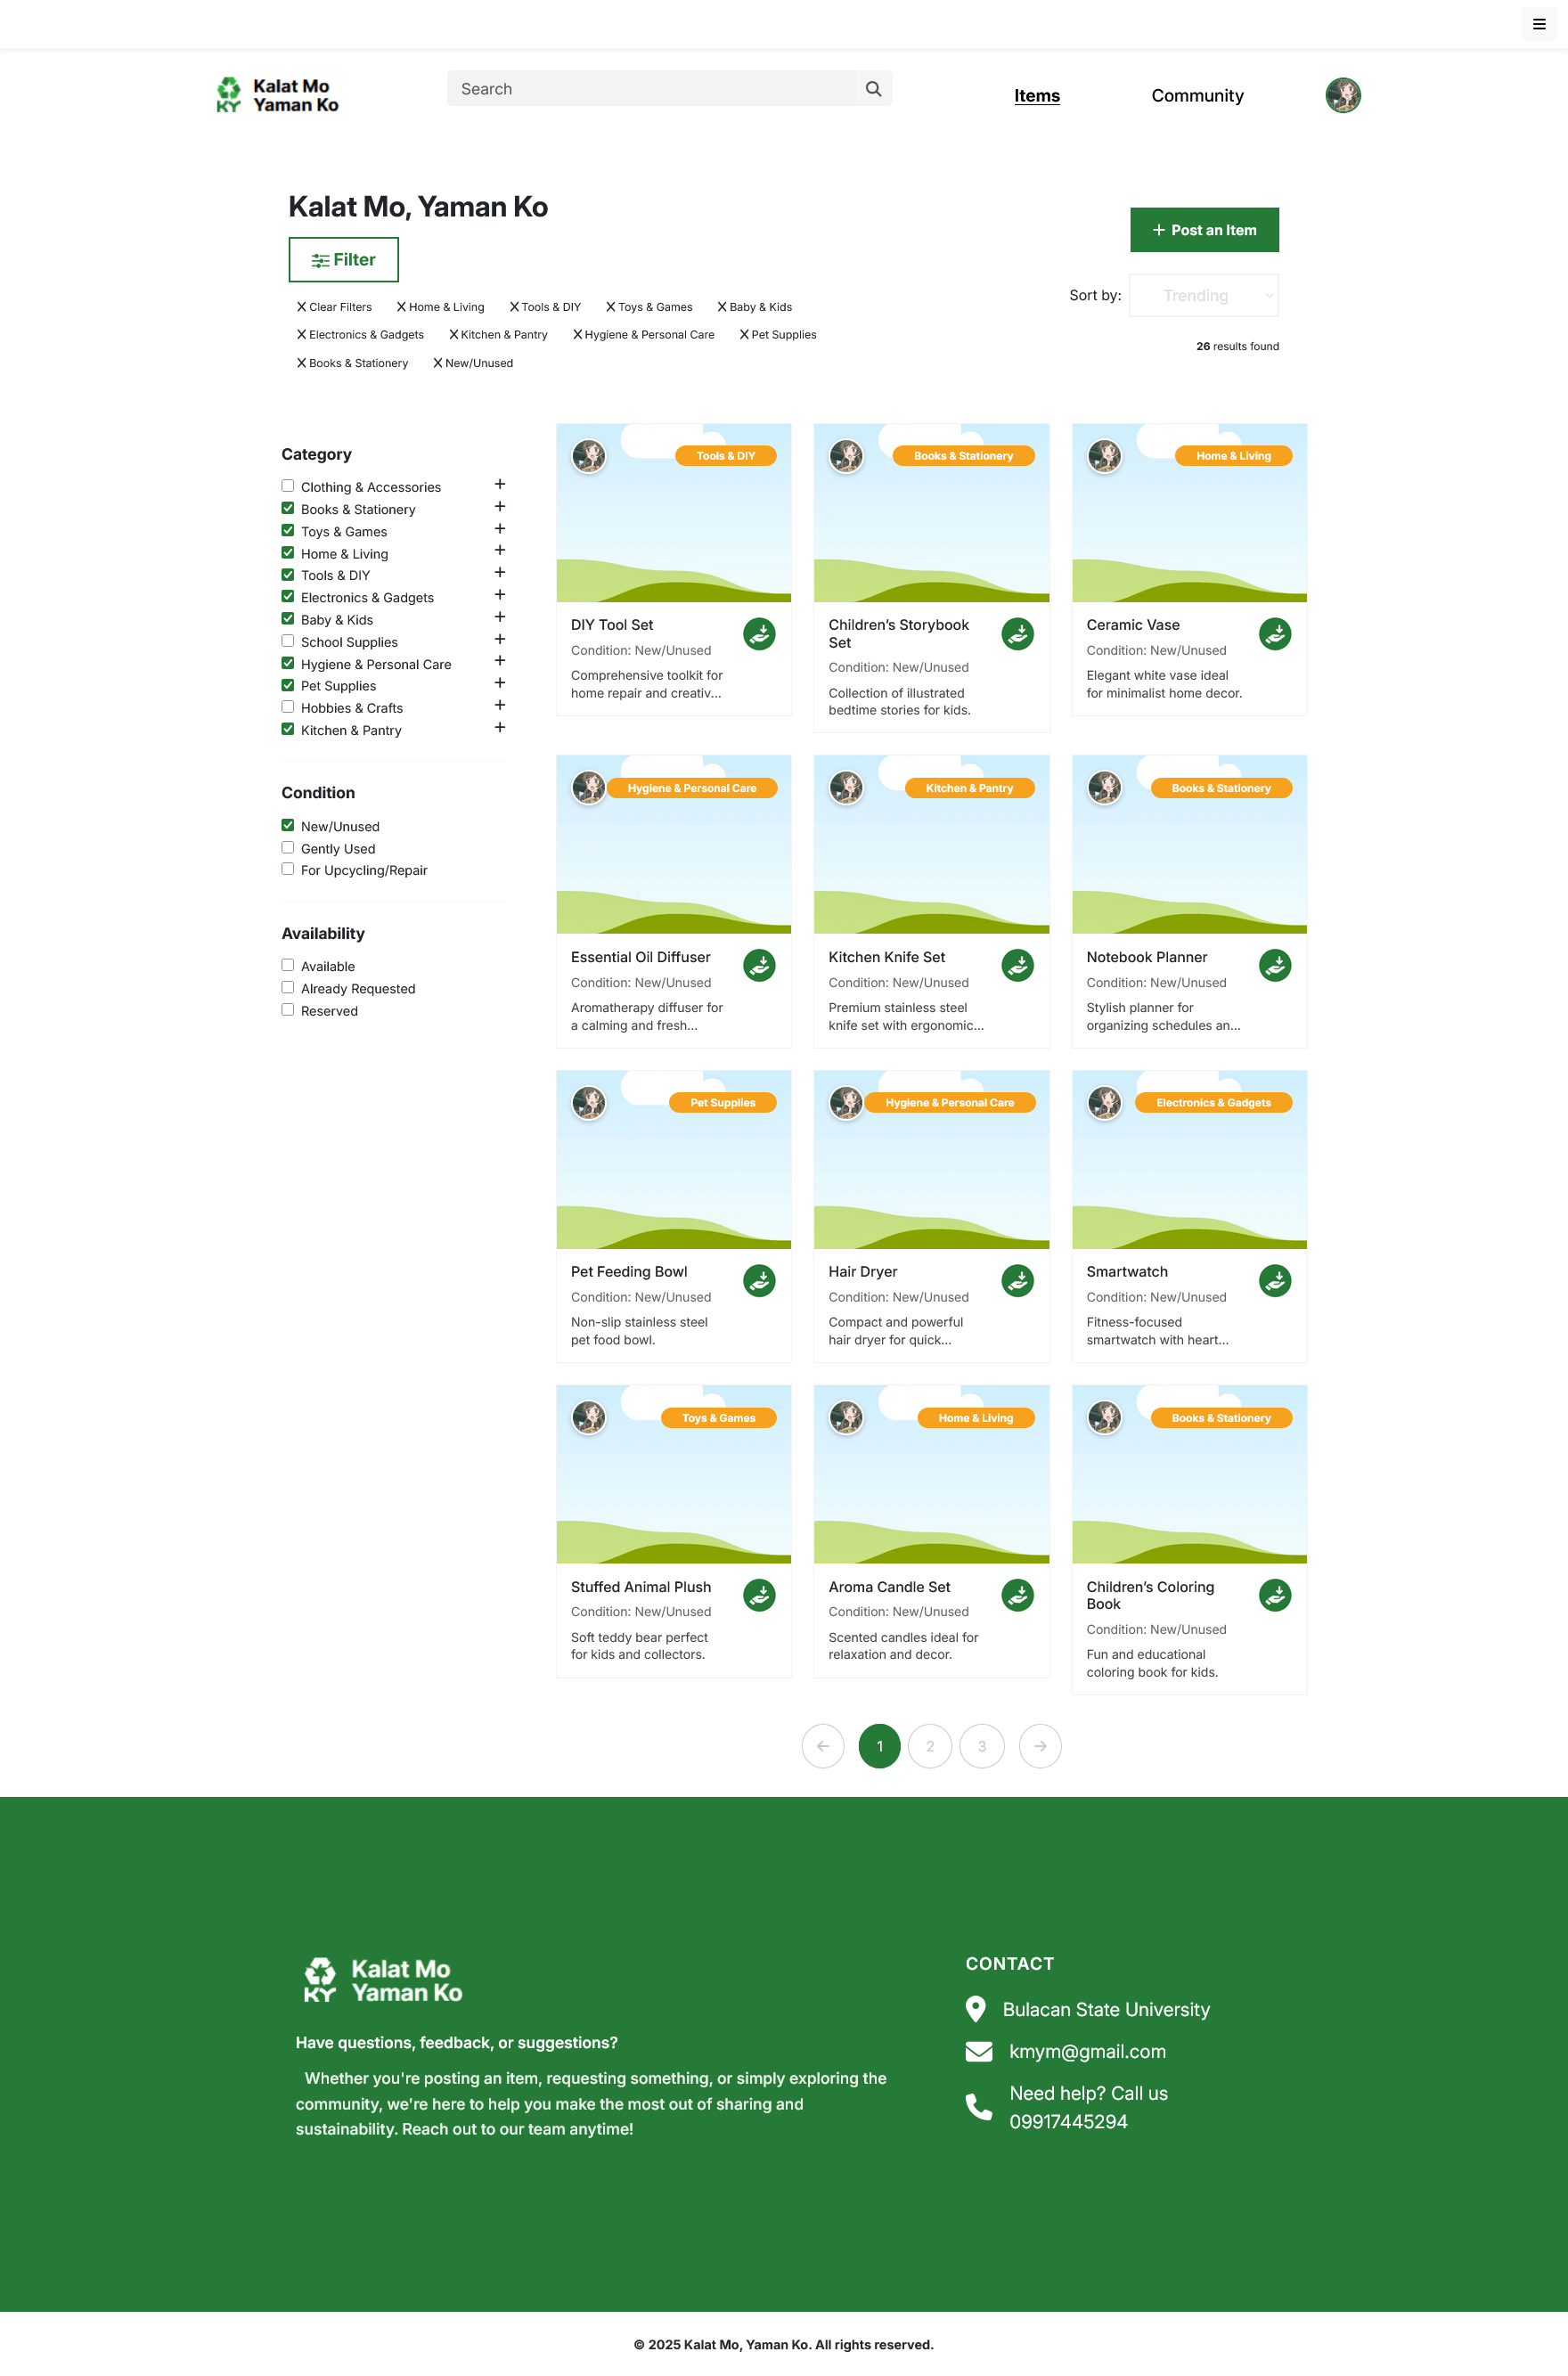 Kalat Mo
Yaman Ko
Search
Items
Community
Kalat Mo, Yaman Ko
Filter
Post an Item
Sort by:
Trending
Clear Filters
Home & Living
Tools & DIY
Toys & Games
Baby & Kids
Electronics & Gadgets
Kitchen & Pantry
Hygiene & Personal Care
Pet Supplies
Books & Stationery
New/Unused
26 results found
Category
Clothing & Accessories
Books & Stationery
Toys & Games
Home & Living
Tools & DIY
Electronics & Gadgets
Baby & Kids
School Supplies
Hygiene & Personal Care
Pet Supplies
Hobbies & Crafts
Kitchen & Pantry
Condition
New/Unused
Gently Used
For Upcycling/Repair
Availability
Available
Already Requested
Reserved
Tools & DIY
DIY Tool Set
Condition: New/Unused
Comprehensive toolkit for
home repair and creativ...
Books & Stationery
Children’s Storybook
Set
Condition: New/Unused
Collection of illustrated
bedtime stories for kids.
Home & Living
Ceramic Vase
Condition: New/Unused
Elegant white vase ideal
for minimalist home decor.
Hygiene & Personal Care
Essential Oil Diffuser
Condition: New/Unused
Aromatherapy diffuser for
a calming and fresh...
Kitchen & Pantry
Kitchen Knife Set
Condition: New/Unused
Premium stainless steel
knife set with ergonomic...
Books & Stationery
Notebook Planner
Condition: New/Unused
Stylish planner for
organizing schedules an...
Pet Supplies
Pet Feeding Bowl
Condition: New/Unused
Non-slip stainless steel
pet food bowl.
Hygiene & Personal Care
Hair Dryer
Condition: New/Unused
Compact and powerful
hair dryer for quick...
Electronics & Gadgets
Smartwatch
Condition: New/Unused
Fitness-focused
smartwatch with heart...
Toys & Games
Stuffed Animal Plush
Condition: New/Unused
Soft teddy bear perfect
for kids and collectors.
Home & Living
Aroma Candle Set
Condition: New/Unused
Scented candles ideal for
relaxation and decor.
Books & Stationery
Children’s Coloring
Book
Condition: New/Unused
Fun and educational
coloring book for kids.
1
2
3
KY
Kalat Mo
Yaman Ko
Have questions, feedback, or suggestions?
Whether you're posting an item, requesting something, or simply exploring the
community, we're here to help you make the most out of sharing and
sustainability. Reach out to our team anytime!
CONTACT
Bulacan State University
kmym@gmail.com
Need help? Call us
09917445294
© 2025 Kalat Mo, Yaman Ko. All rights reserved.